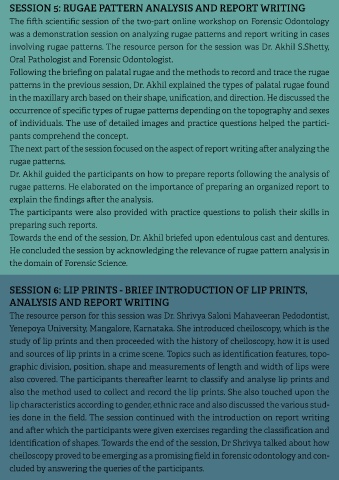 SESSION 5: RUGAE PATTERN ANALYSIS AND REPORT WRITING
The fifth scientific session of the two-part online workshop on Forensic Odontology
was a demonstration session on analyzing rugae patterns and report writing in cases
involving rugae patterns. The resource person for the session was Dr. Akhil S.Shetty,
Oral Pathologist and Forensic Odontologist.
Following the briefing on palatal rugae and the methods to record and trace the rugae
patterns in the previous session, Dr. Akhil explained the types of palatal rugae found
in the maxillary arch based on their shape, unification, and direction. He discussed the
occurrence of specific types of rugae patterns depending on the topography and sexes
of individuals. The use of detailed images and practice questions helped the partici-
pants comprehend the concept.
The next part of the session focused on the aspect of report writing after analyzing the
rugae patterns.
Dr. Akhil guided the participants on how to prepare reports following the analysis of
rugae patterns. He elaborated on the importance of preparing an organized report to
explain the findings after the analysis.
The participants were also provided with practice questions to polish their skills in
preparing such reports.
Towards the end of the session, Dr. Akhil briefed upon edentulous cast and dentures.
He concluded the session by acknowledging the relevance of rugae pattern analysis in
the domain of Forensic Science.
SESSION 6: LIP PRINTS - BRIEF INTRODUCTION OF LIP PRINTS,
ANALYSIS AND REPORT WRITING
The resource person for this session was Dr. Shrivya Saloni Mahaveeran Pedodontist,
Yenepoya University, Mangalore, Karnataka. She introduced cheiloscopy, which is the
study of lip prints and then proceeded with the history of cheiloscopy, how it is used
and sources of lip prints in a crime scene. Topics such as identification features, topo-
graphic division, position, shape and measurements of length and width of lips were
also covered. The participants thereafter learnt to classify and analyse lip prints and
also the method used to collect and record the lip prints. She also touched upon the
lip characteristics according to gender, ethnic race and also discussed the various stud-
ies done in the field. The session continued with the introduction on report writing
and after which the participants were given exercises regarding the classification and
identification of shapes. Towards the end of the session, Dr Shrivya talked about how
cheiloscopy proved to be emerging as a promising field in forensic odontology and con-
cluded by answering the queries of the participants.